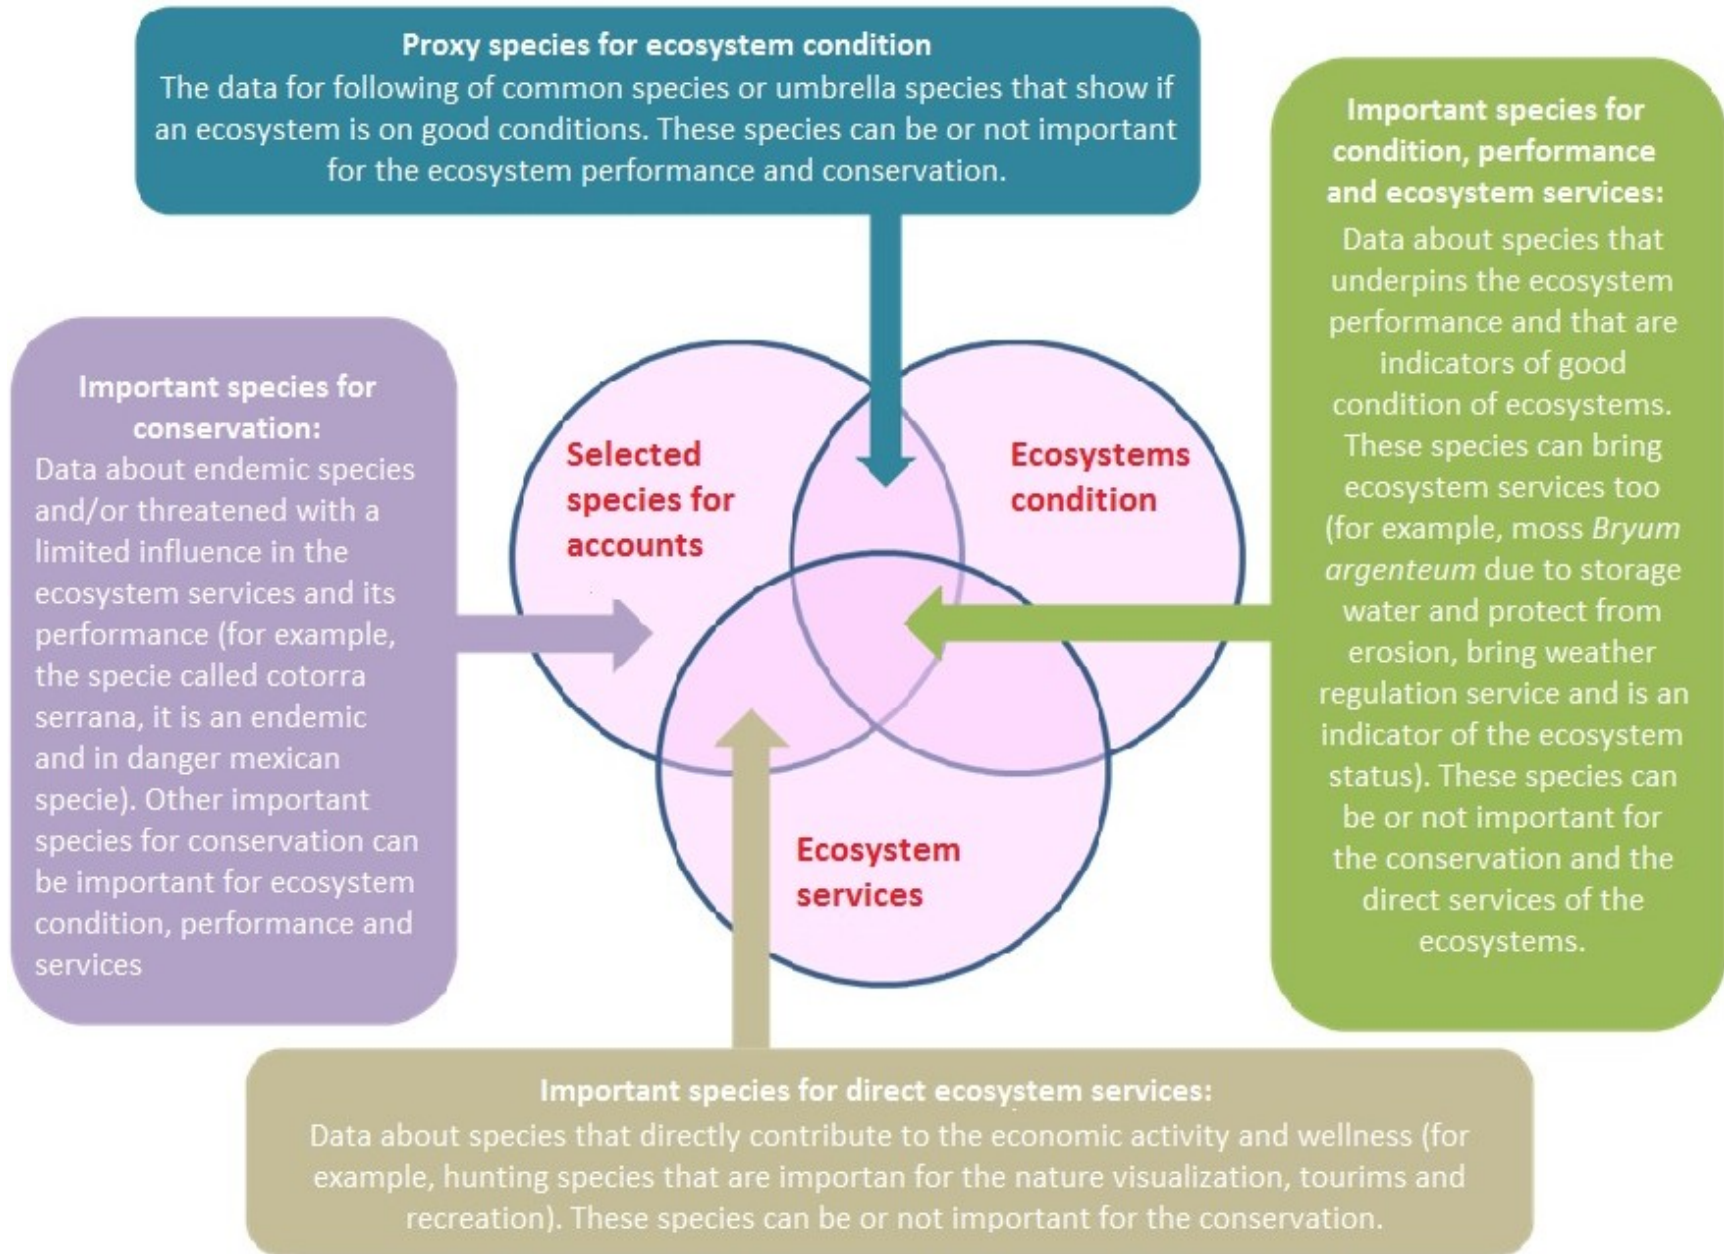 Proxy species for ecosystem condition
The data for following of common species or umbrella species that show if
an ecosystem is on good conditions. These species can be or not important
for the ecosystem performance and conservation.
Important species for
conservation:
Data about endemic species
and/or threatened with a
limited influence in the
ecosystem services and its
performance (for example,
the specie called cotorra
serrana, it is an endemic
and in danger mexican
specie). Other important
species for conservation can
be important for ecosystem
condition, performance and
services
Selected
species for
accounts
Ecosystems
condition
Ecosystem
services
Important species for
condition, performance
and ecosystem services:
Data about species that
underpins the ecosystem
performance and that are
indicators of good
condition of ecosystems.
These species can bring
ecosystem services too
(for example, moss Bryum
argenteum due to storage
water and protect from
erosion, bring weather
regulation service and is an
indicator of the ecosystem
status). These species can
be or not important for
the conservation and the
direct services of the
ecosystems.
Important species for direct ecosystem services:
Data about species that directly contribute to the economic activity and wellness (for
example, hunting species that are importan for the nature visualization, tourims and
recreation). These species can be or not important for the conservation.